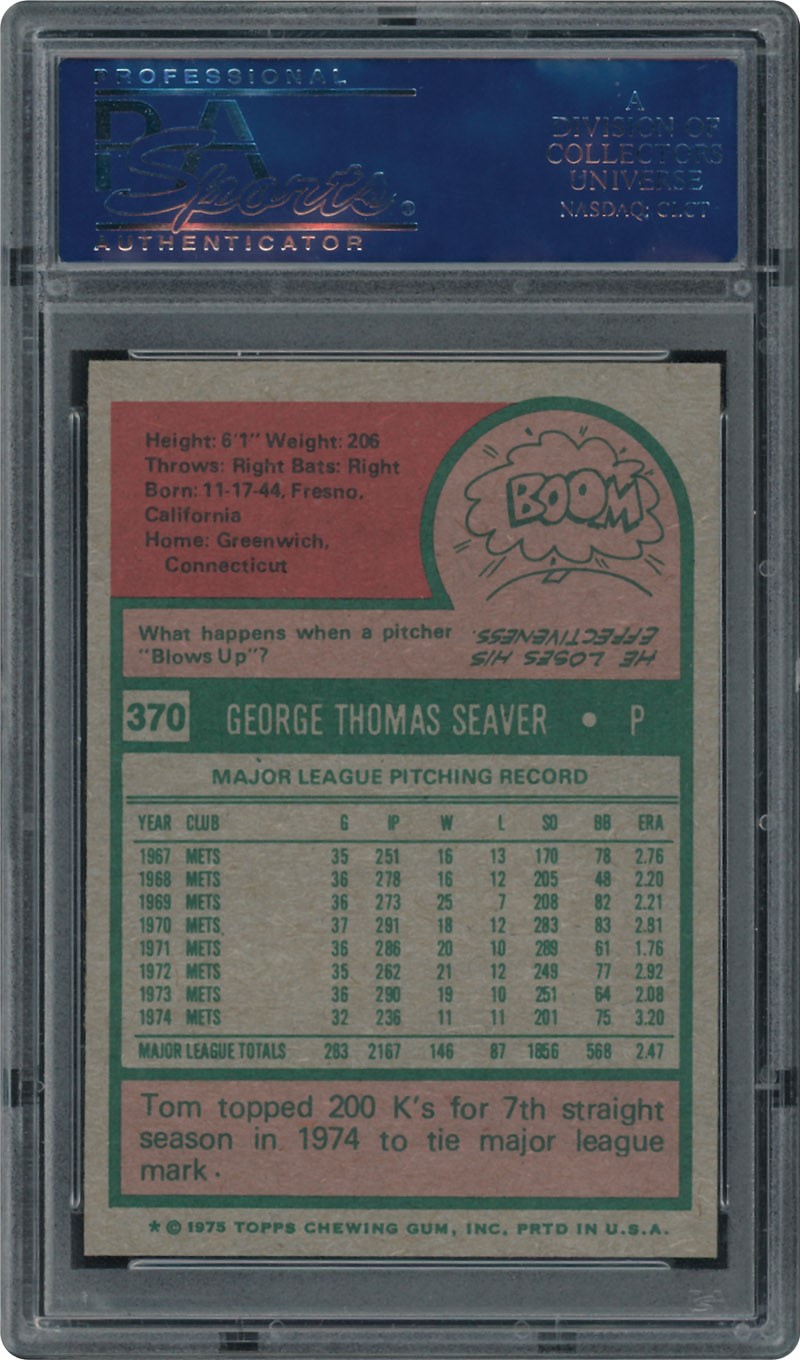 PROFESSIONAL
PSA
Sports
AUTHENTICATOR
A
DIVISION OF
COLLECTORS
UNIVERSE
NASDAQ: CLCT
Height: 6'1" Weight: 206
Throws: Right Bats: Right
Born: 11-17-44, Fresno,
California
Home: Greenwich,
Connecticut
BOOM
What happens when a pitcher
"Blows Up"?
HE LOSES HIS
EFFECTIVENESS.
370 GEORGE THOMAS SEAVER • P
MAJOR LEAGUE PITCHING RECORD
YEAR CLUB G IP W L SO BB ERA
1967 METS 35 251 16 13 170 78 2.76
1968 METS 36 278 16 12 205 48 2.20
1969 METS 36 273 25 7 208 82 2.21
1970 METS 37 291 18 12 283 83 2.81
1971 METS 36 286 20 10 289 61 1.76
1972 METS 35 262 21 12 249 77 2.92
1973 METS 36 290 19 10 251 64 2.08
1974 METS 32 236 11 11 201 75 3.20
MAJOR LEAGUE TOTALS 283 2167 146 87 1856 568 2.47
Tom topped 200 K's for 7th straight
season in 1974 to tie major league
mark.
* © 1975 TOPPS CHEWING GUM, INC. PRTD IN U.S.A.